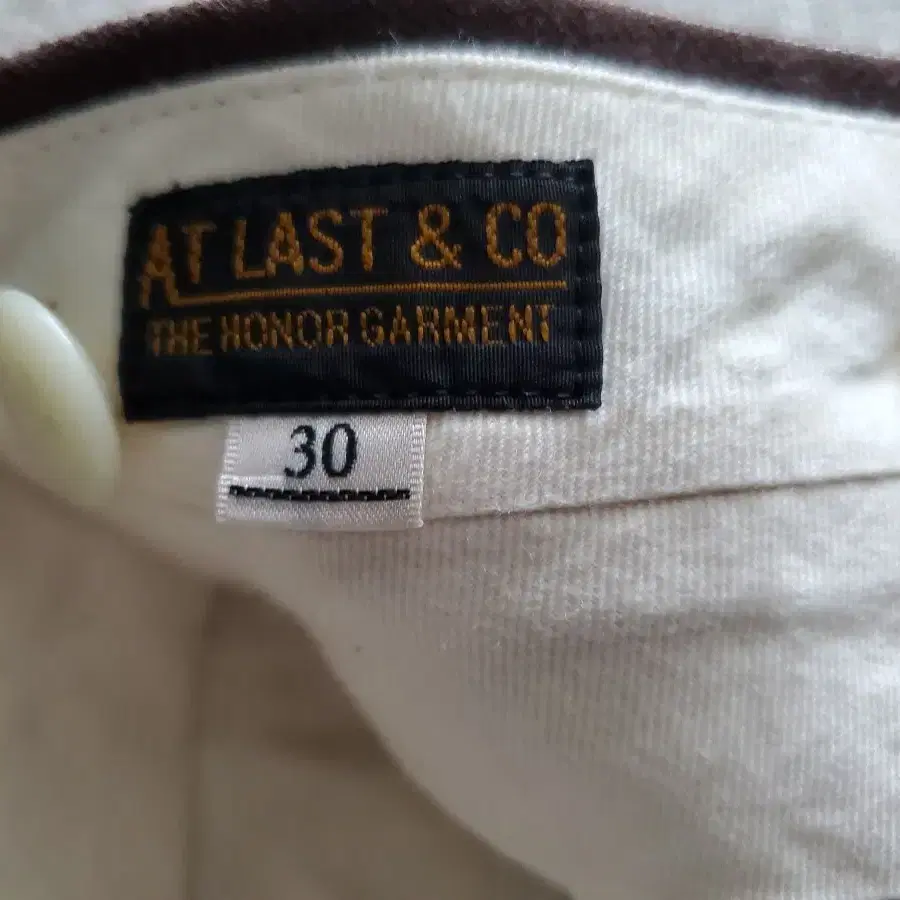 AT LAST & CO
THE HONOR GARMENT
30